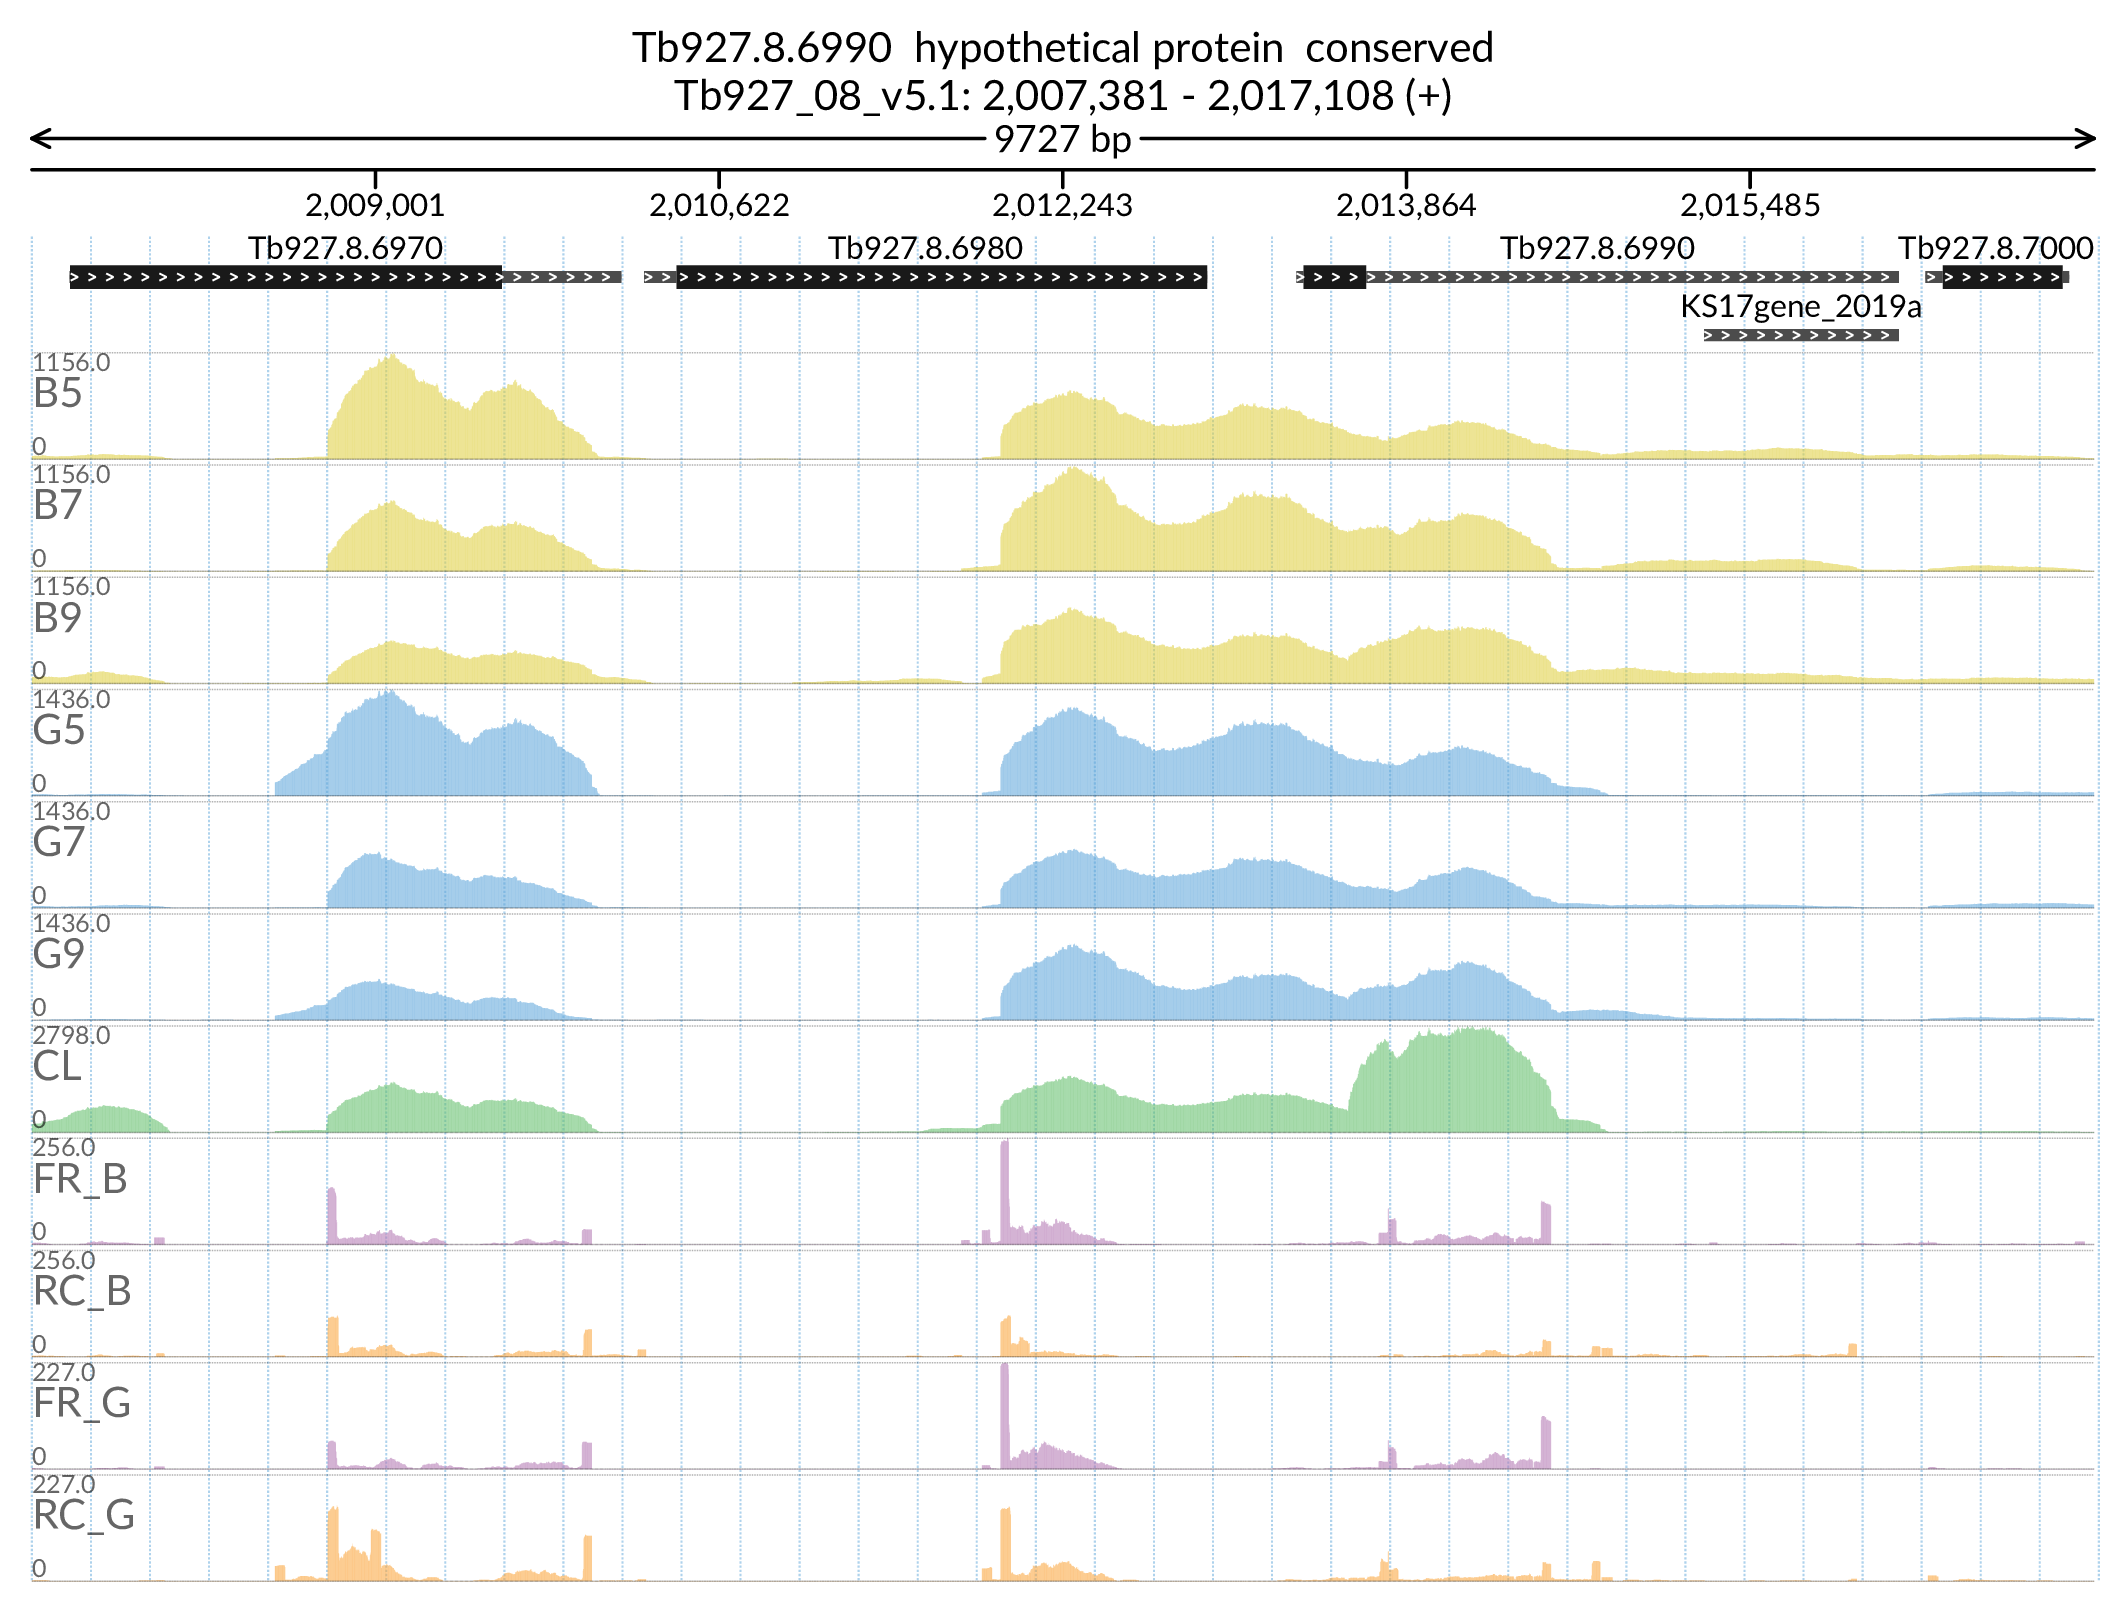 Tb927.8.6990  hypothetical protein  conserved
Tb927_08_v5.1: 2,007,381 - 2,017,108 (+)
9727 bp
2,009,001 2,010,622 2,012,243 2,013,864 2,015,485
Tb927.8.6970 Tb927.8.6980 Tb927.8.6990 Tb927.8.7000
KS17gene_2019a
1156.0
B5
0
1156.0
B7
0
1156.0
B9
0
1436.0
G5
0
1436.0
G7
0
1436.0
G9
0
2798.0
CL
0
256.0
FR_B
0
256.0
RC_B
0
227.0
FR_G
0
227.0
RC_G
0